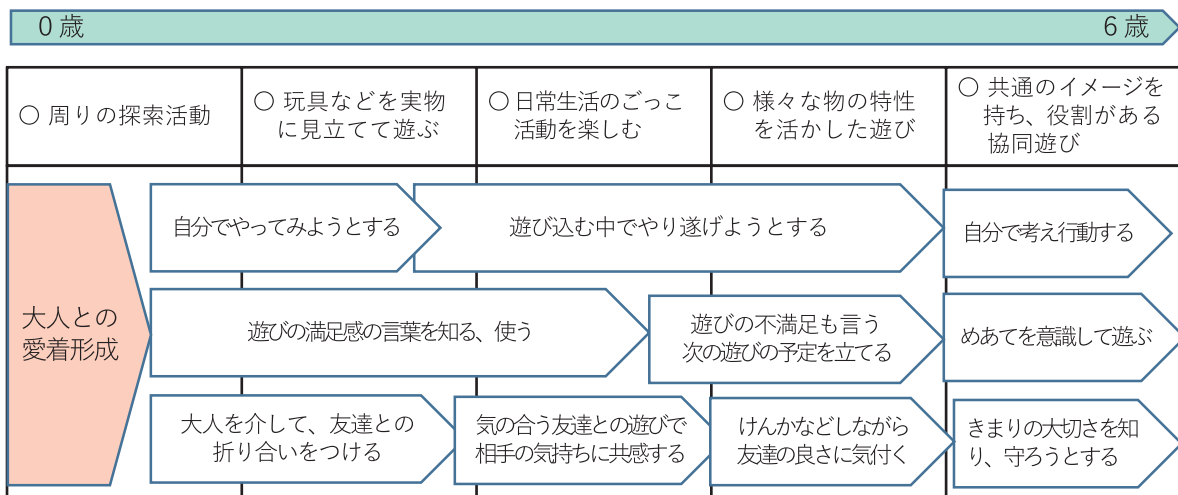 0歳
6歳
○ 周りの探索活動
○ 玩具などを実物
に見立てて遊ぶ
○ 日常生活のごっこ
活動を楽しむ
○ 様々な物の特性
を活かした遊び
○ 共通のイメージを
持ち、役割がある
協同遊び
大人との
愛着形成
自分でやってみようとする
遊び込む中でやり遂げようとする
自分で考え行動する
遊びの満足感の言葉を知る、使う
遊びの不満足も言う
次の遊びの予定を立てる
めあてを意識して遊ぶ
大人を介して、友達との
折り合いをつける
気の合う友達との遊びで
相手の気持ちに共感する
けんかなどしながら
友達の良さに気付く
きまりの大切さを知
り、守ろうとする